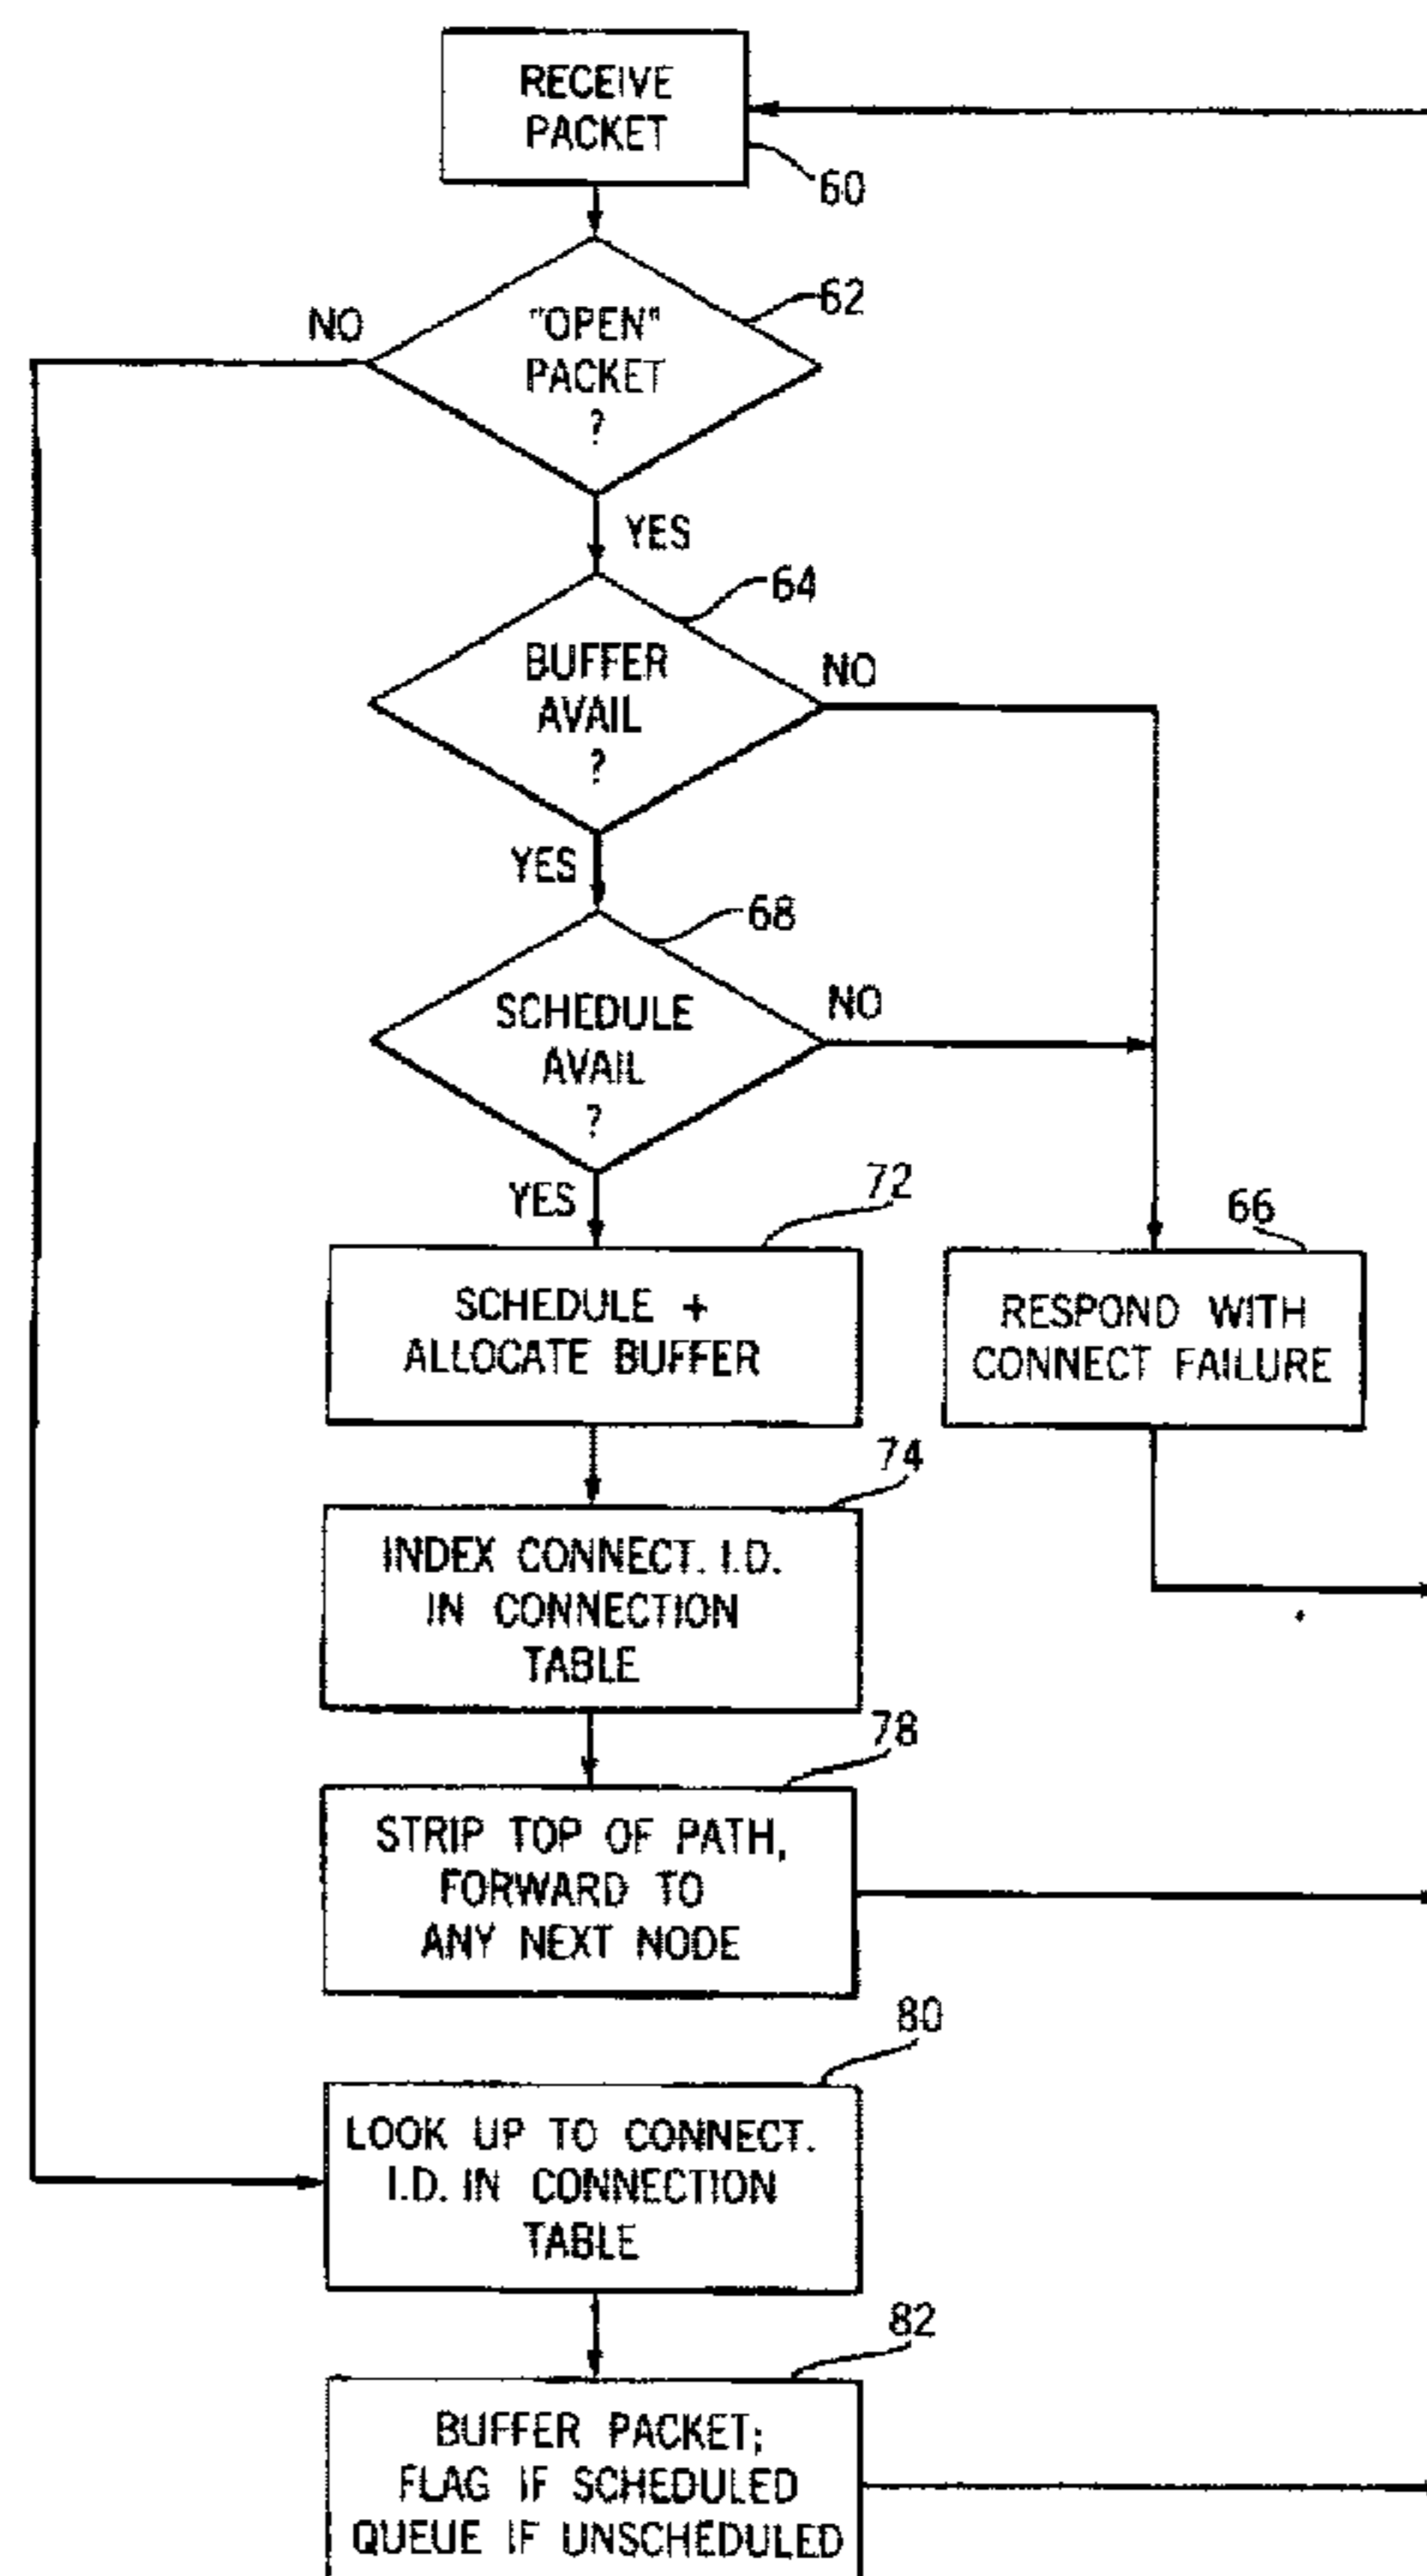 RECEIVE
PACKET
60
"OPEN"
PACKET
?
62
NO
YES
64
BUFFER
AVAIL
?
NO
YES
68
SCHEDULE
AVAIL
?
NO
YES
72
SCHEDULE +
ALLOCATE BUFFER
66
RESPOND WITH
CONNECT FAILURE
74
INDEX CONNECT. I.D.
IN CONNECTION
TABLE
78
STRIP TOP OF PATH,
FORWARD TO
ANY NEXT NODE
80
LOOK UP TO CONNECT.
I.D. IN CONNECTION
TABLE
82
BUFFER PACKET;
FLAG IF SCHEDULED
QUEUE IF UNSCHEDULED